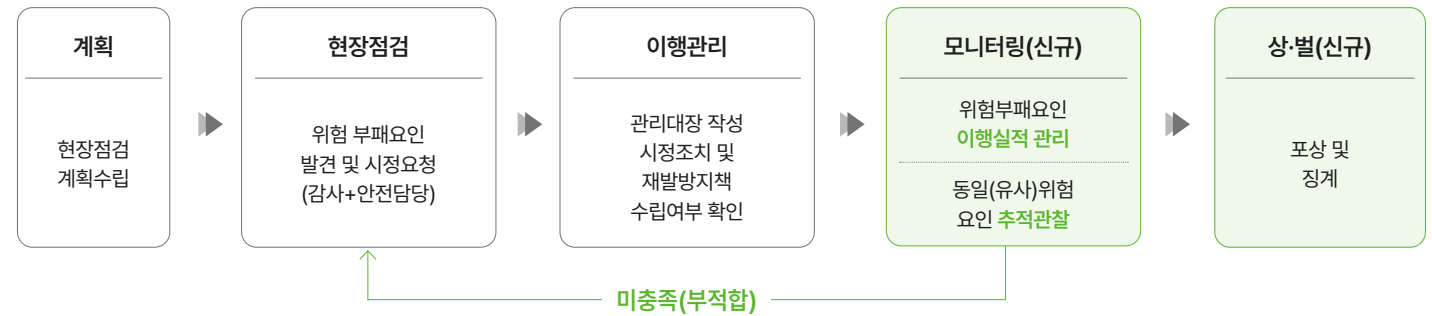 계획
현장점검
계획수립
현장점검
위험 부패요인
발견 및 시정요청
(감사+안전담당)
이행관리
관리대장 작성
시정조치 및
재발방지책
수립여부 확인
모니터링(신규)
위험부패요인
이행실적 관리
동일(유사)위험
요인 추적관찰
상·벌(신규)
포상 및
징계
미충족(부적합)